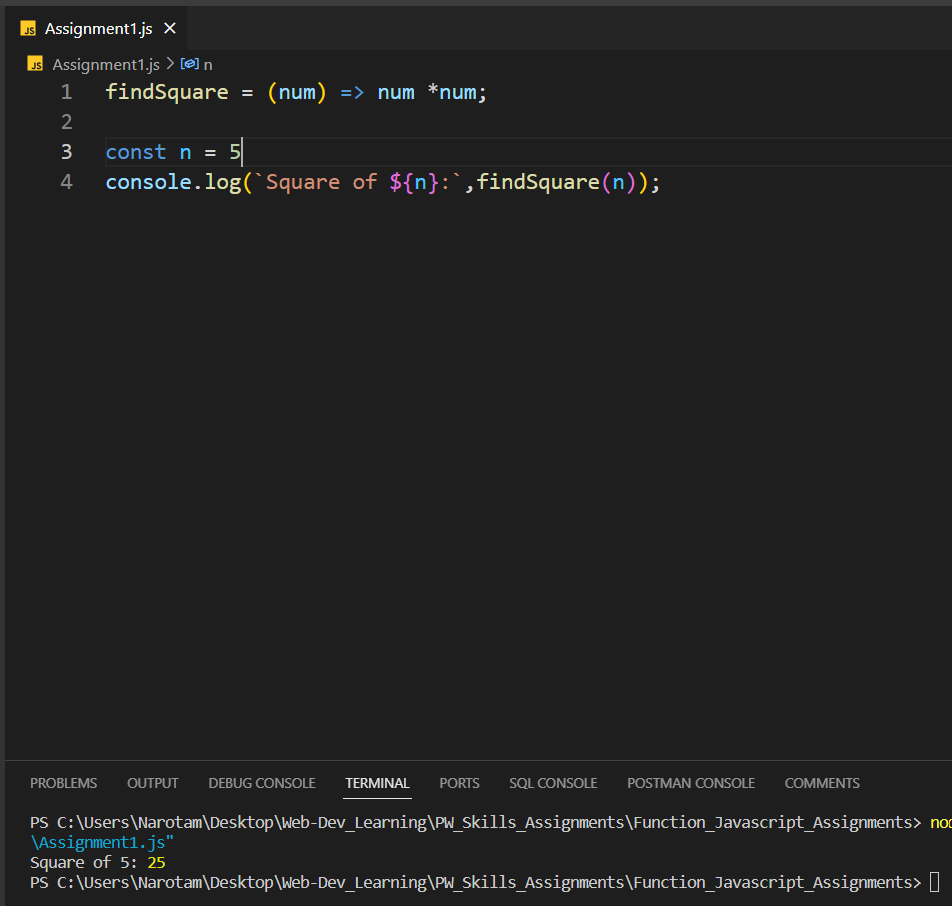 JS Assignment1.js ×
JS Assignment1.js > n
1 findSquare = (num) => num *num;
2
3 const n = 5
4 console.log(`Square of ${n}:`,findSquare(n));
PROBLEMS OUTPUT DEBUG CONSOLE TERMINAL PORTS SQL CONSOLE POSTMAN CONSOLE COMMENTS
PS C:\Users\Narotam\Desktop\Web-Dev_Learning\PW_Skills_Assignments\Function_Javascript_Assignments>
\Assignment1.js"
Square of 5: 25
PS C:\Users\Narotam\Desktop\Web-Dev_Learning\PW_Skills_Assignments\Function_Javascript_Assignments>